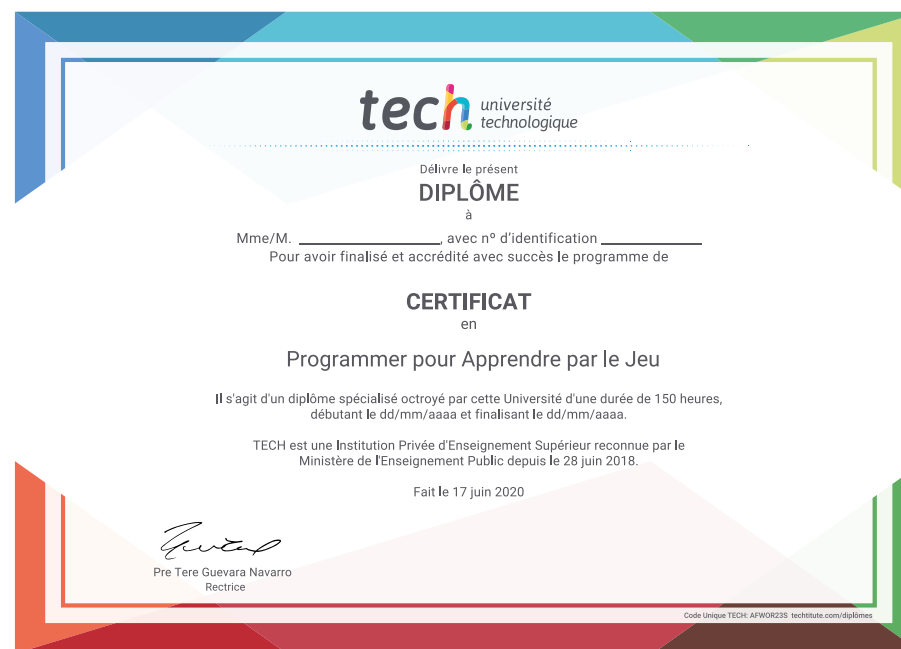 tech université
technologique
Délivre le présent
DIPLÔME
à
Mme/M. ____________________, avec nº d'identification ______________
Pour avoir finalisé et accrédité avec succès le programme de
CERTIFICAT
en
Programmer pour Apprendre par le Jeu
Il s'agit d'un diplôme spécialisé octroyé par cette Université d'une durée de 150 heures,
débutant le dd/mm/aaaa et finalisant le dd/mm/aaaa.
TECH est une Institution Privée d'Enseignement Supérieur reconnue par le
Ministère de l'Enseignement Public depuis le 28 juin 2018.
Fait le 17 juin 2020
Pre Tere Guevara Navarro
Rectrice
Code Unique TECH: AFWOR23S techtitute.com/diplômes